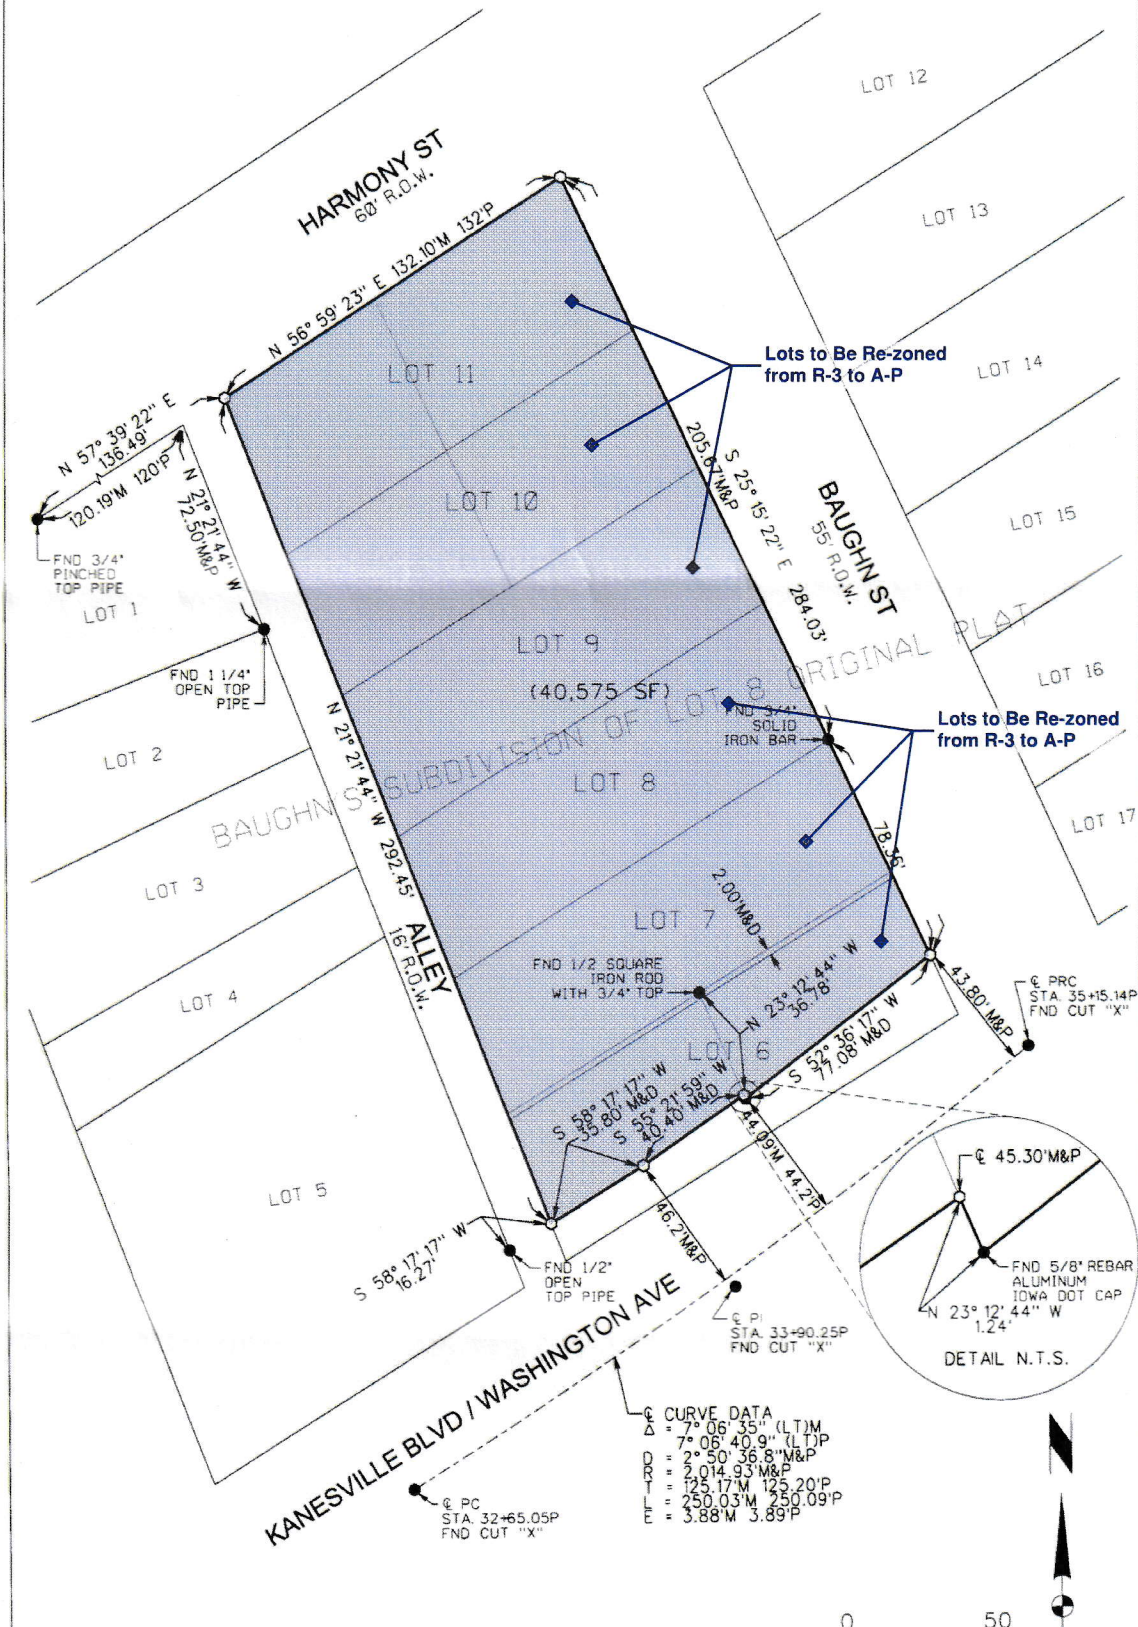 LOT 12
HARMONY ST
60' R.O.W.
LOT 13
N 56° 59' 23" E 132.10'M 132'P
Lots to Be Re-zoned
from R-3 to A-P
LOT 14
LOT 11
N 57° 39' 22" E
136.49'
120.19'M 120'P
N 21° 21' 44" W
72.50'M&P
205.67'M&P
S 25° 15' 22" E 284.03'
LOT 10
BAUGHN ST
55' R.O.W.
LOT 15
FND 3/4"
PINCHED
TOP PIPE
LOT 1
LOT 9
(40,575 SF)
LOT 16
FND 1 1/4"
OPEN TOP
PIPE
BAUGHN'S SUBDIVISION OF LOT 8 ORIGINAL PLAT
FND 3/4"
SOLID
IRON BAR
Lots to Be Re-zoned
from R-3 to A-P
LOT 2
N 21° 21' 44" W 292.45'
LOT 8
LOT 17
78.36'
LOT 3
2.00'M&D
LOT 7
ALLEY
16' R.O.W.
FND 1/2 SQUARE
IRON ROD
WITH 3/4" TOP
N 23° 12' 44" W
36.78'
LOT 4
43.80'M&P
℄ PRC
STA. 35+15.14P
FND CUT "X"
LOT 6
S 52° 36' 17" W
77.08' M&D
S 58° 17' 17" W
35.80' M&D
S 55° 21' 59" W
40.40' M&D
44.09'M 44.2'P
℄ 45.30'M&P
LOT 5
46.2'M&P
S 58° 17' 17" W
16.27'
FND 1/2"
OPEN
TOP PIPE
FND 5/8" REBAR
ALUMINUM
IOWA DOT CAP
N 23° 12' 44" W
1.24'
DETAIL N.T.S.
℄ PI
STA. 33+90.25P
FND CUT "X"
KANESVILLE BLVD / WASHINGTON AVE
℄ CURVE DATA
Δ = 7° 06' 35" (LT)M
7° 06' 40.9" (LT)P
D = 2° 50' 36.8"M&P
R = 2,014.93'M&P
T = 125.17'M 125.20'P
L = 250.03'M 250.09'P
E = 3.88'M 3.89'P
℄ PC
STA. 32+65.05P
FND CUT "X"
N
0 50